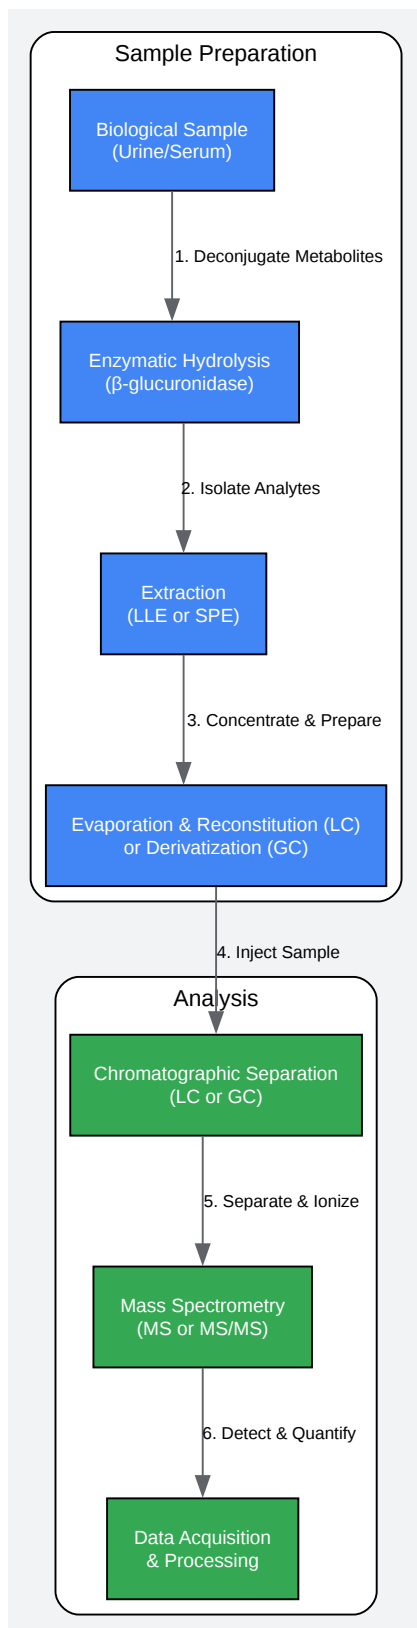 Sample Preparation
Biological Sample
(Urine/Serum)
1. Deconjugate Metabolites
Enzymatic Hydrolysis
(β-glucuronidase)
2. Isolate Analytes
Extraction
(LLE or SPE)
3. Concentrate & Prepare
Evaporation & Reconstitution (LC)
or Derivatization (GC)
4. Inject Sample
Analysis
Chromatographic Separation
(LC or GC)
5. Separate & Ionize
Mass Spectrometry
(MS or MS/MS)
6. Detect & Quantify
Data Acquisition
& Processing